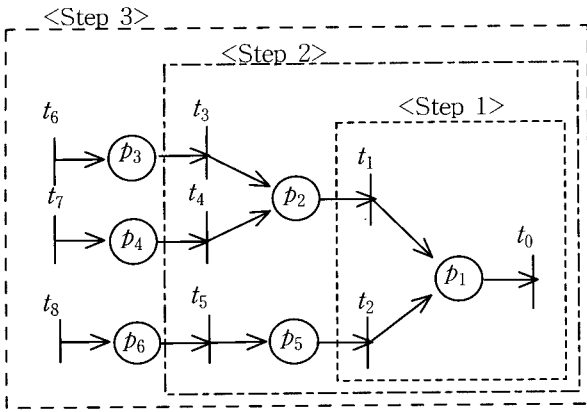 <Step 3>
<Step 2>
<Step 1>
t₆ t₃
p₃ t₁
t₇ t₄ p₂
p₄ t₀
p₁
t₈ t₅ t₂
p₆ p₅